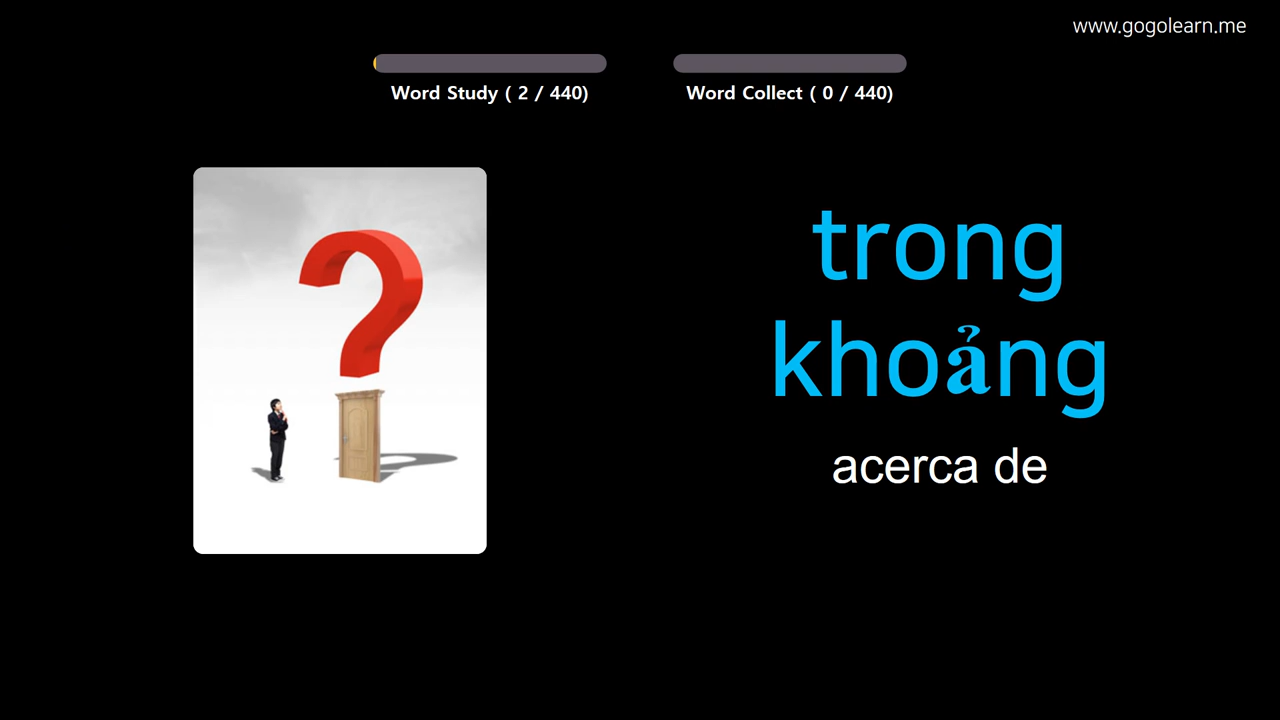 www.gogolearn.me
Word Study ( 2 / 440)
Word Collect ( 0 / 440)
trong
khoảng
acerca de